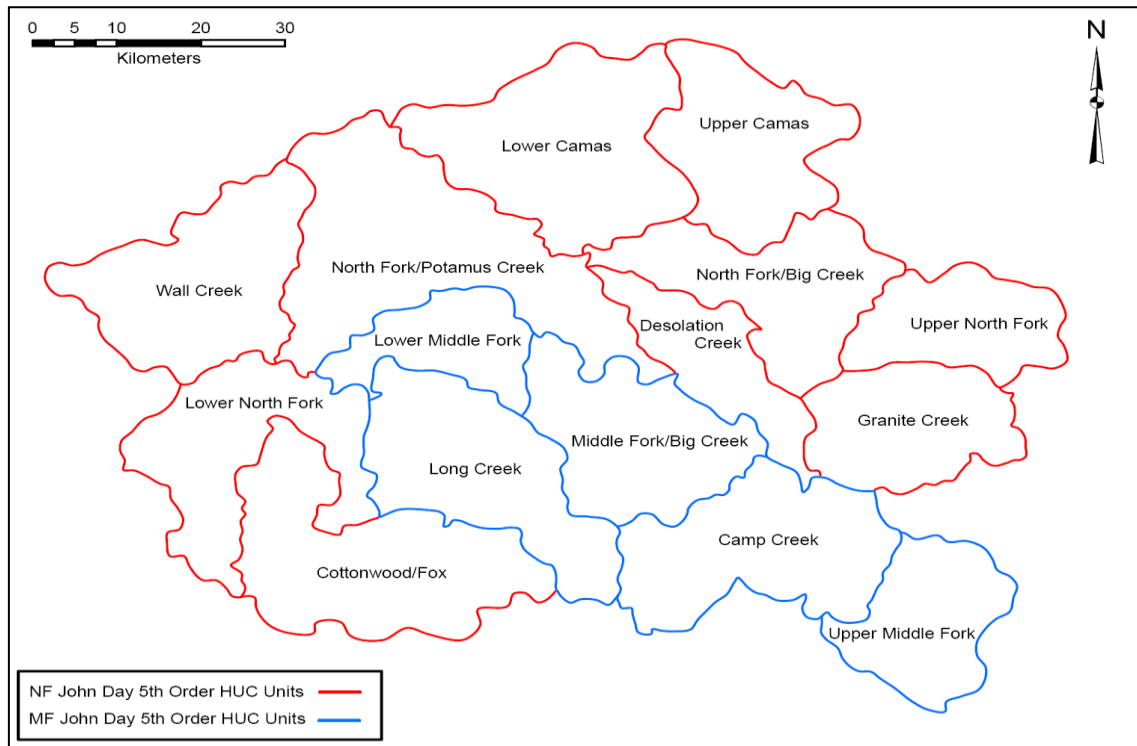 0 5 10 20 30
Kilometers
N
Upper Camas
Lower Camas
North Fork/Potamus Creek
North Fork/Big Creek
Wall Creek
Upper North Fork
Desolation
Creek
Lower Middle Fork
Lower North Fork
Granite Creek
Middle Fork/Big Creek
Long Creek
Camp Creek
Cottonwood/Fox
Upper Middle Fork
NF John Day 5th Order HUC Units
MF John Day 5th Order HUC Units